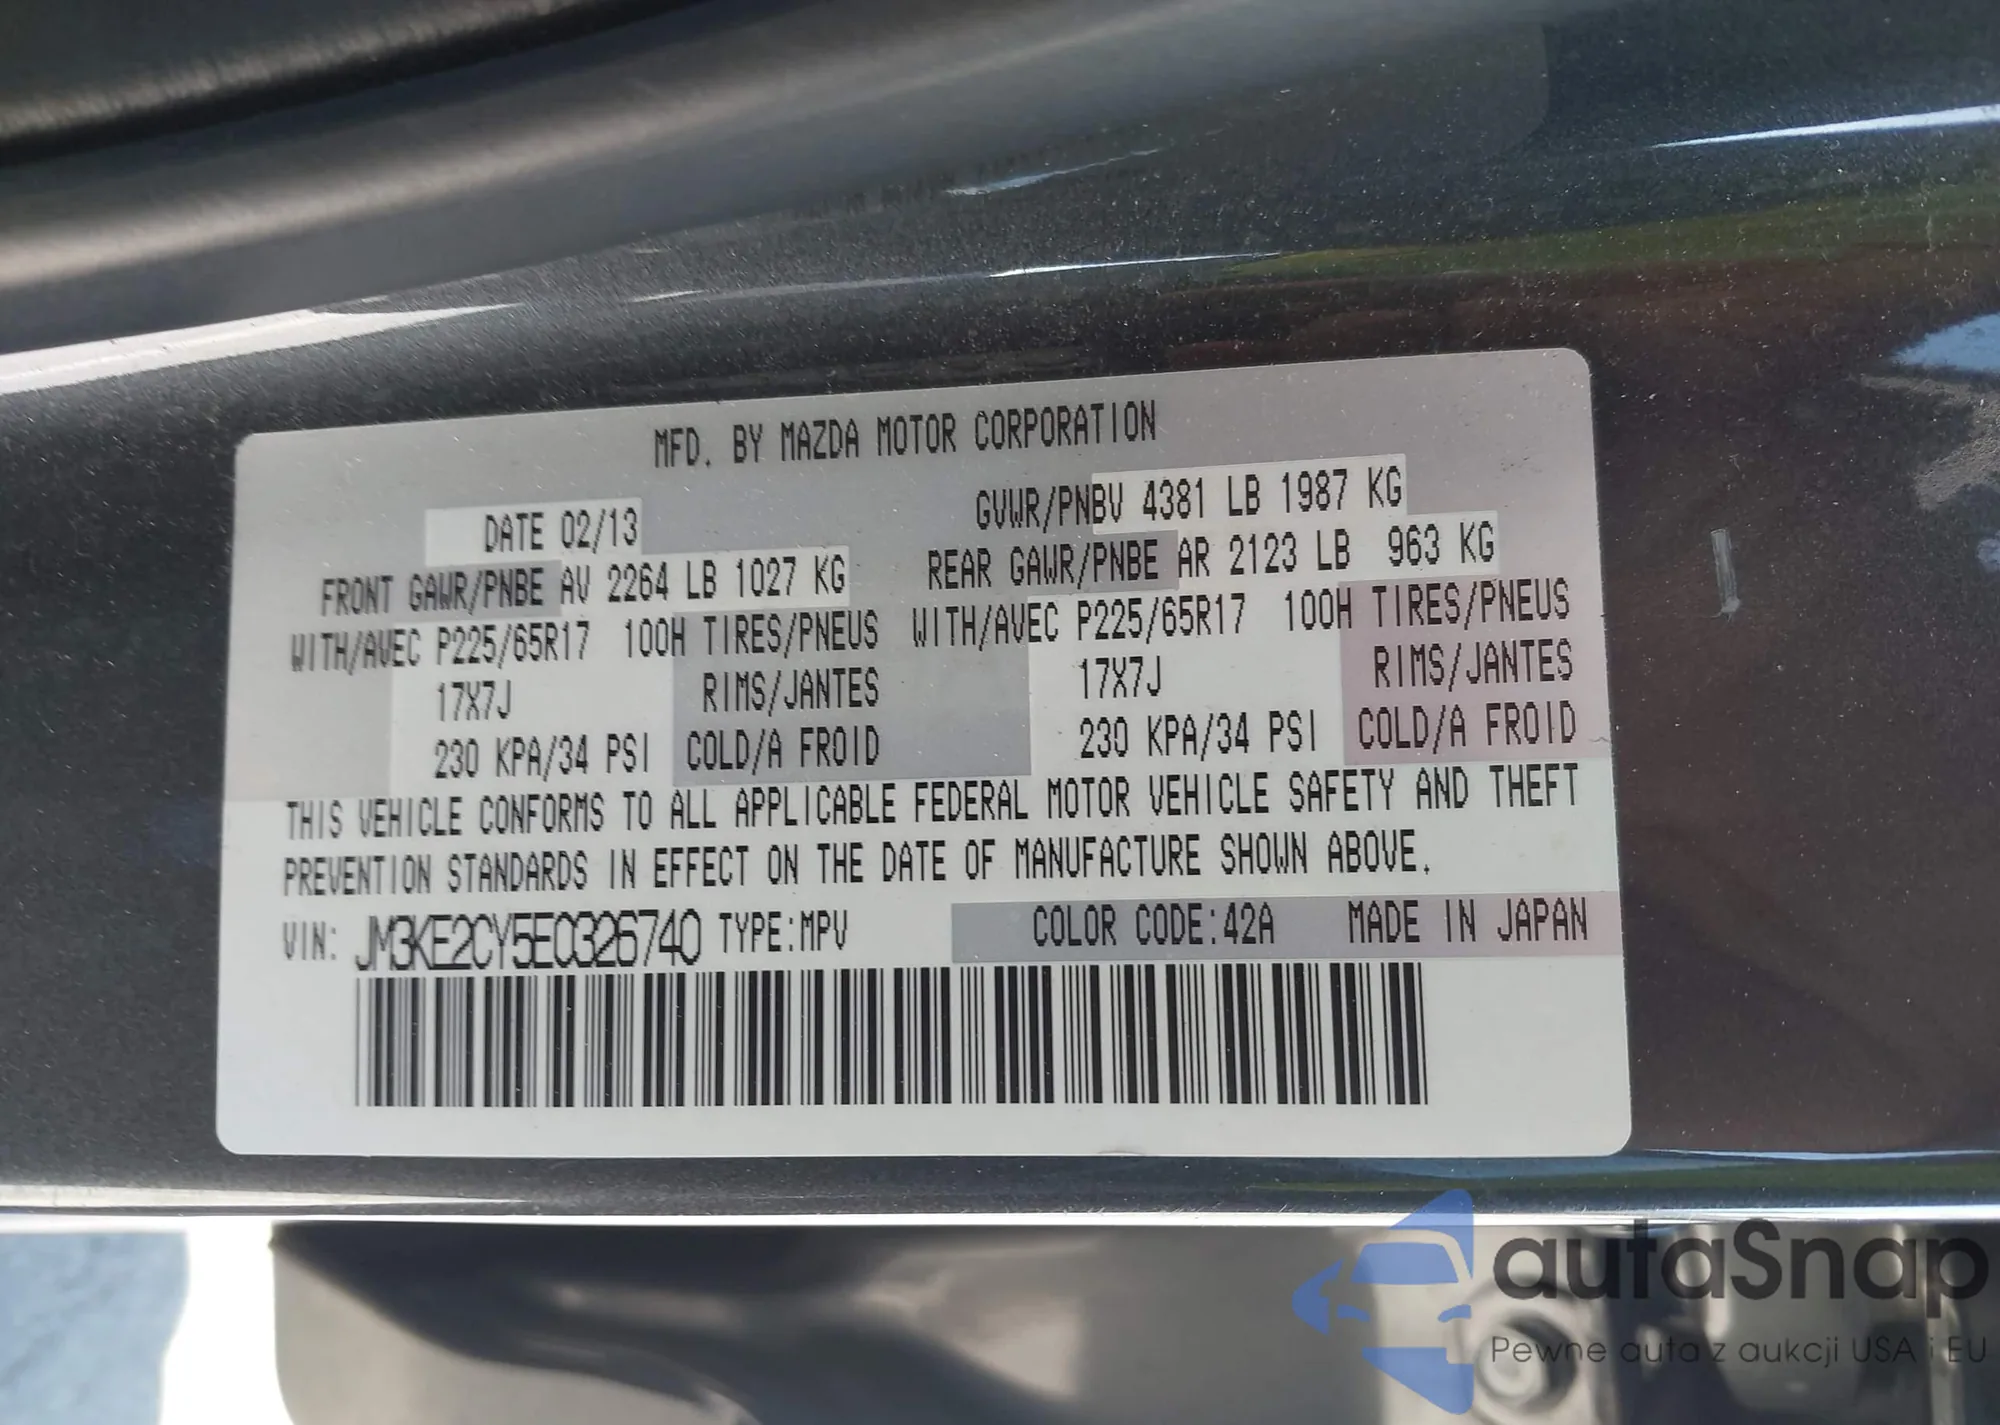 MFD. BY MAZDA MOTOR CORPORATION
DATE 02/13
GVWR/PNBV 4381 LB 1987 KG
FRONT GAWR/PNBE AV 2264 LB 1027 KG
REAR GAWR/PNBE AR 2123 LB 963 KG
WITH/AVEC P225/65R17 100H TIRES/PNEUS
WITH/AVEC P225/65R17 100H TIRES/PNEUS
17X7J RIMS/JANTES
17X7J RIMS/JANTES
230 KPA/34 PSI COLD/A FROID
230 KPA/34 PSI COLD/A FROID
THIS VEHICLE CONFORMS TO ALL APPLICABLE FEDERAL MOTOR VEHICLE SAFETY AND THEFT
PREVENTION STANDARDS IN EFFECT ON THE DATE OF MANUFACTURE SHOWN ABOVE.
VIN: JM3KE2CY5E0326740 TYPE:MPV COLOR CODE:42A MADE IN JAPAN
autaSnap
Pewne auta z aukcji USA i EU